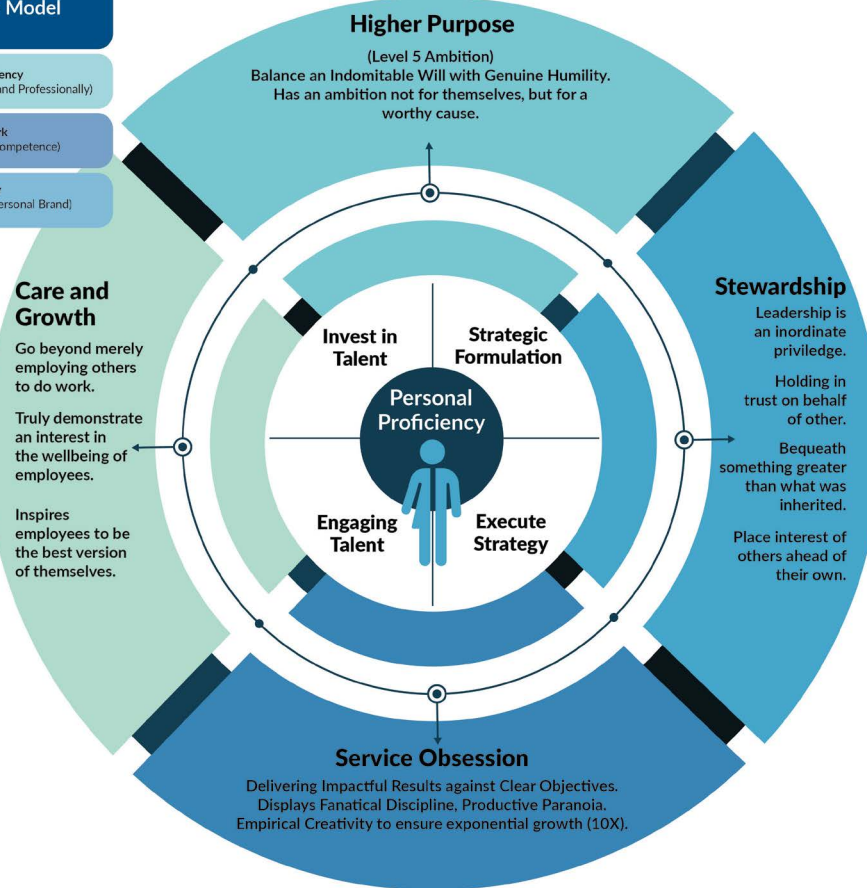 Model
ency
and Professionally)
rk
ompetence)
ersonal Brand)
Higher Purpose
(Level 5 Ambition)
Balance an Indomitable Will with Genuine Humility.
Has an ambition not for themselves, but for a
worthy cause.
Care and
Growth
Go beyond merely
employing others
to do work.
Truly demonstrate
an interest in
the wellbeing of
employees.
Inspires
employees to be
the best version
of themselves.
Invest in
Talent
Strategic
Formulation
Personal
Proficiency
Engaging
Talent
Execute
Strategy
Stewardship
Leadership is
an inordinate
priviledge.
Holding in
trust on behalf
of other.
Bequeath
something greater
than what was
inherited.
Place interest of
others ahead of
their own.
Service Obsession
Delivering Impactful Results against Clear Objectives.
Displays Fanatical Discipline, Productive Paranoia.
Empirical Creativity to ensure exponential growth (10X).